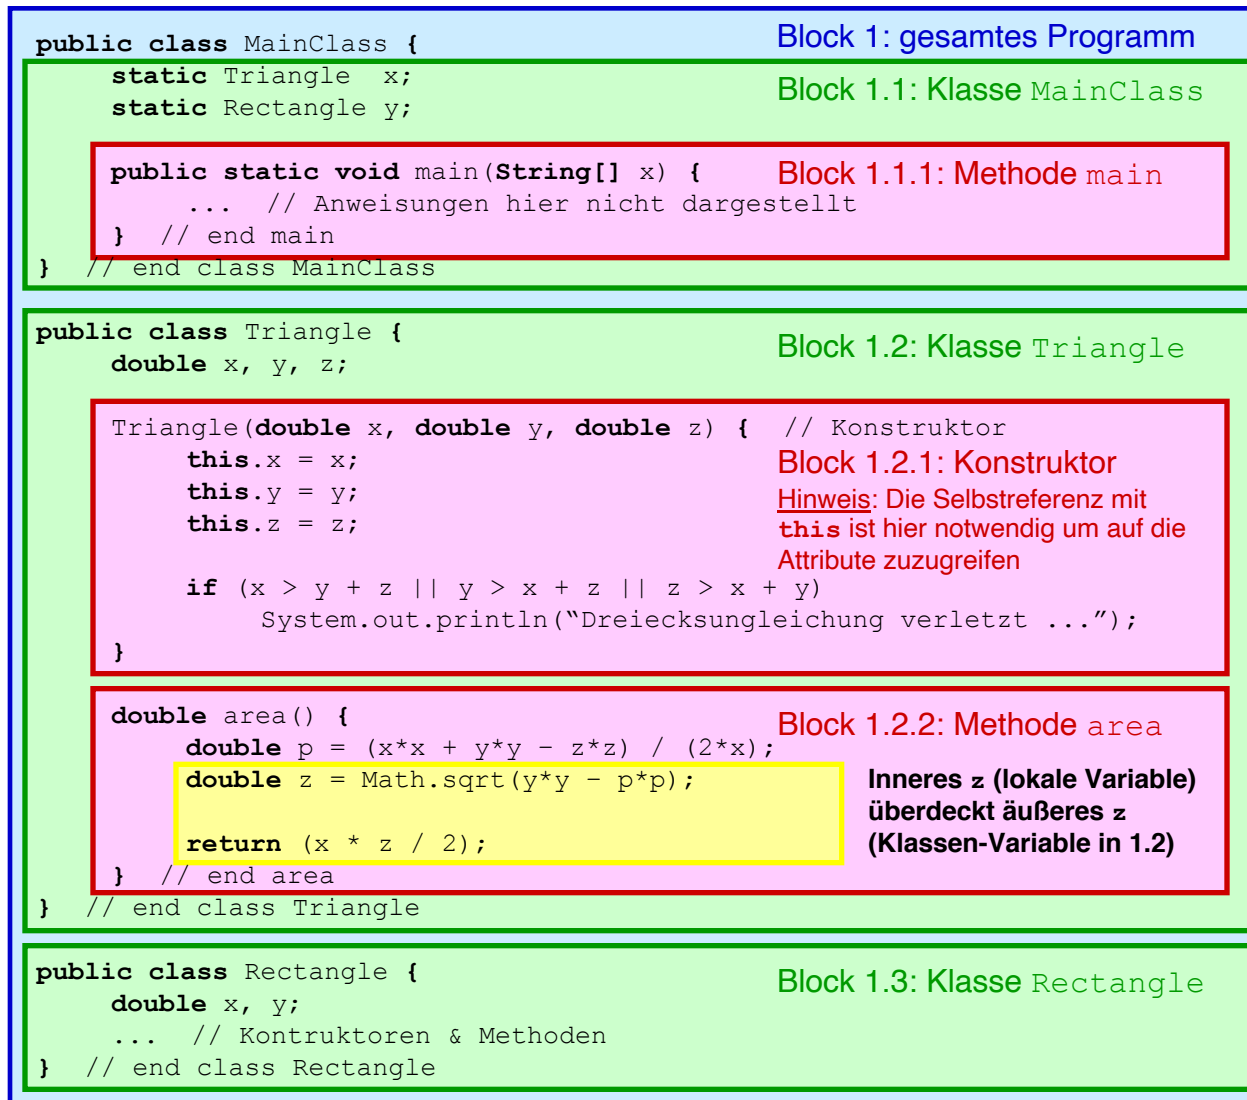 public class MainClass { Block 1: gesamtes Programm
static Triangle x; Block 1.1: Klasse MainClass
static Rectangle y;
public static void main(String[] x) { Block 1.1.1: Methode main
... // Anweisungen hier nicht dargestellt
} // end main
} // end class MainClass
public class Triangle { Block 1.2: Klasse Triangle
double x, y, z;
Triangle(double x, double y, double z) { // Konstruktor
this.x = x; Block 1.2.1: Konstruktor
this.y = y; Hinweis: Die Selbstreferenz mit
this.z = z; this ist hier notwendig um auf die
Attribute zuzugreifen
if (x > y + z || y > x + z || z > x + y)
System.out.println(“Dreiecksungleichung verletzt ...”);
}
double area() { Block 1.2.2: Methode area
double p = (x*x + y*y – z*z) / (2*x);
double z = Math.sqrt(y*y – p*p); Inneres z (lokale Variable)
überdeckt äußeres z
return (x * z / 2); (Klassen-Variable in 1.2)
} // end area
} // end class Triangle
public class Rectangle { Block 1.3: Klasse Rectangle
double x, y;
... // Kontruktoren & Methoden
} // end class Rectangle